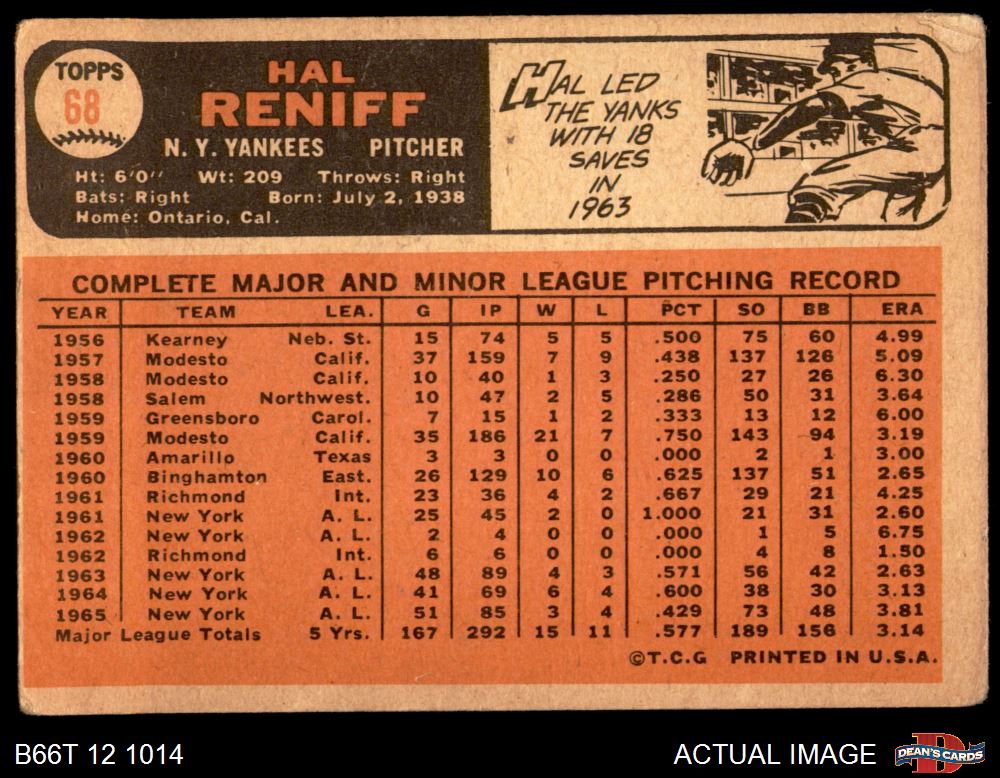 TOPPS
68
HAL
RENIFF
N. Y. YANKEES PITCHER
Ht: 6'0" Wt: 209 Throws: Right
Bats: Right Born: July 2, 1938
Home: Ontario, Cal.
HAL LED
THE YANKS
WITH 18
SAVES
IN
1963
COMPLETE MAJOR AND MINOR LEAGUE PITCHING RECORD
YEAR TEAM LEA. G IP W L PCT SO BB ERA
1956 Kearney Neb. St. 15 74 5 5 .500 75 60 4.99
1957 Modesto Calif. 37 159 7 9 .438 137 126 5.09
1958 Modesto Calif. 10 40 1 3 .250 27 26 6.30
1958 Salem Northwest. 10 47 2 5 .286 50 31 3.64
1959 Greensboro Carol. 7 15 1 2 .333 13 12 6.00
1959 Modesto Calif. 35 186 21 7 .750 143 94 3.19
1960 Amarillo Texas 3 3 0 0 .000 2 1 3.00
1960 Binghamton East. 26 129 10 6 .625 137 51 2.65
1961 Richmond Int. 23 36 4 2 .667 29 21 4.25
1961 New York A. L. 25 45 2 0 1.000 21 31 2.60
1962 New York A. L. 2 4 0 0 .000 1 5 6.75
1962 Richmond Int. 6 6 0 0 .000 4 8 1.50
1963 New York A. L. 48 89 4 3 .571 56 42 2.63
1964 New York A. L. 41 69 6 4 .600 38 30 3.13
1965 New York A. L. 51 85 3 4 .429 73 48 3.81
Major League Totals 5 Yrs. 167 292 15 11 .577 189 156 3.14
©T.C.G PRINTED IN U.S.A.
B66T 12 1014
ACTUAL IMAGE
DEAN'S CARDS